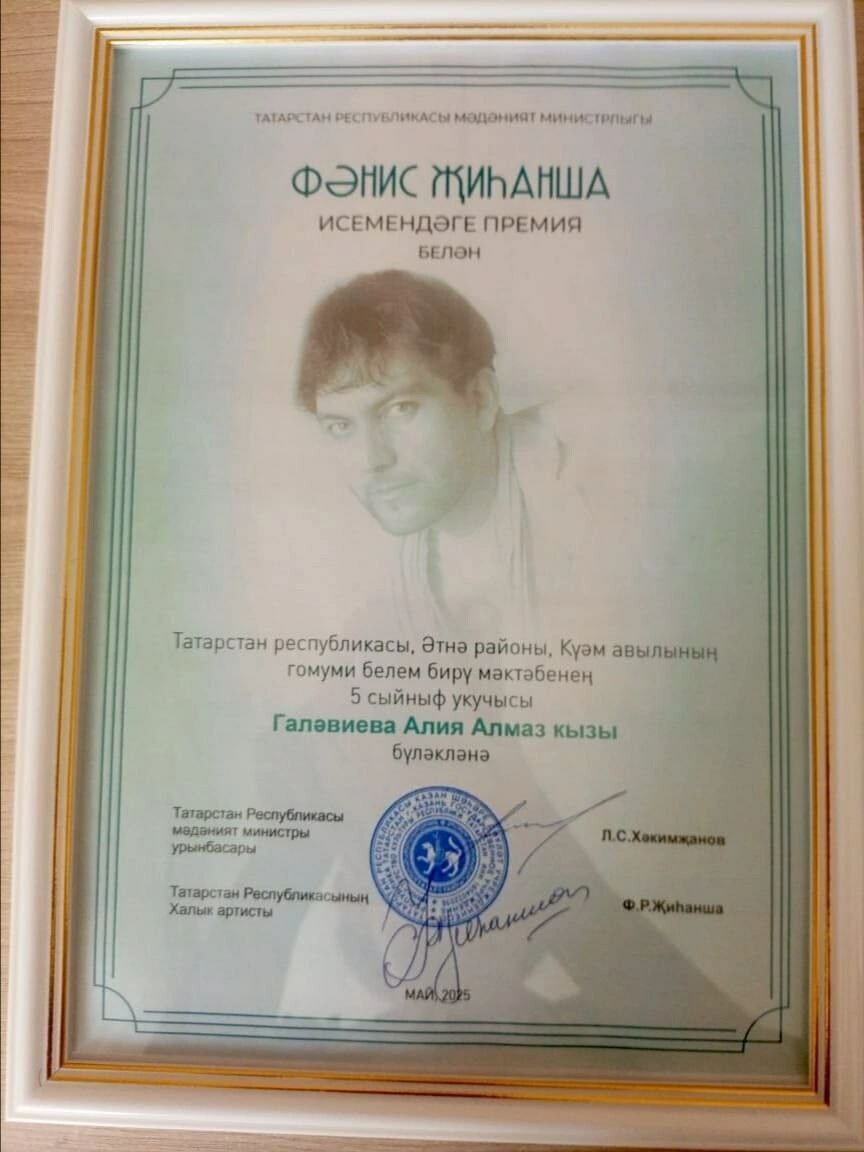 ТАТАРСТАН РЕСПУБЛИКАСЫ МӘДӘНИЯТ МИНИСТРЛЫГЫ
ФӘНИС ҖИҺАНША
ИСЕМЕНДӘГЕ ПРЕМИЯ
БЕЛӘН
Татарстан республикасы, Әтнә районы, Күәм авылының
гомуми белем бирү мәктәбенең
5 сыйныф укучысы
Галәвиева Алия Алмаз кызы
бүләкләнә
Татарстан Республикасы
мәдәният министры
урынбасары
Л.С.Хәкимҗанов
Татарстан Республикасының
Халык артисты
Ф.Р.Җиһанша
МАЙ, 2025